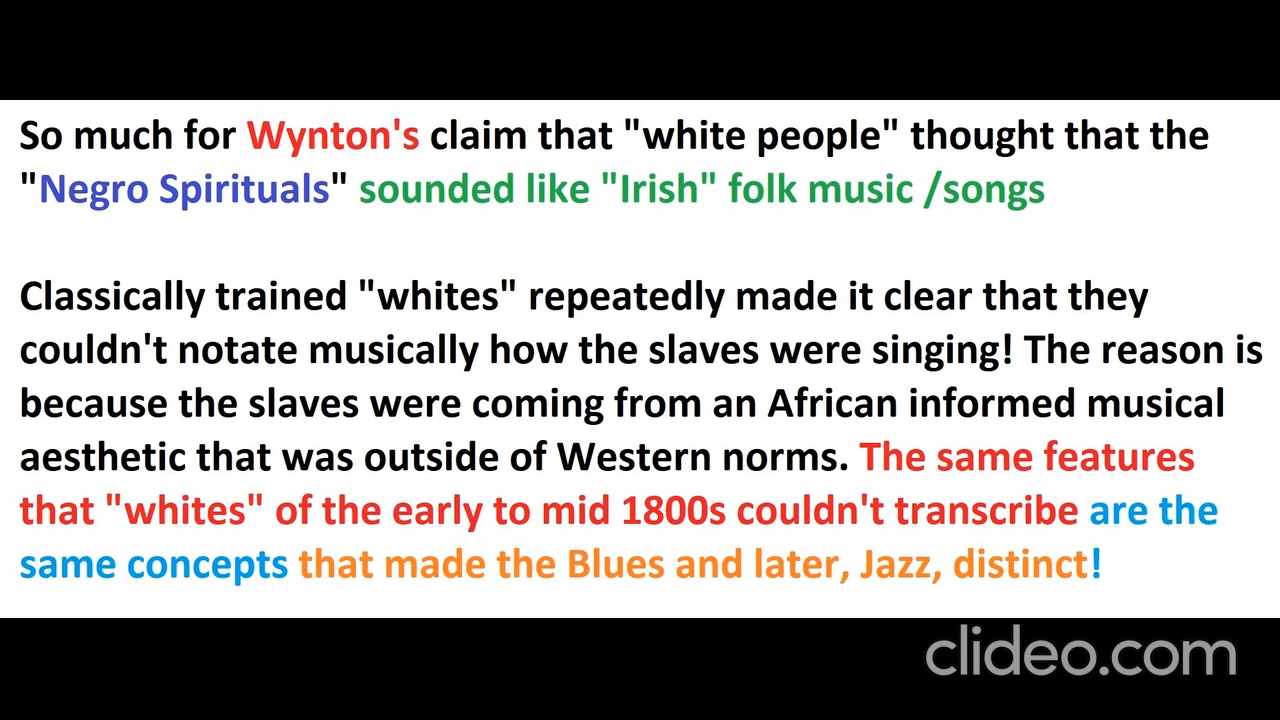 So much for Wynton's claim that "white people" thought that the
"Negro Spirituals" sounded like "Irish" folk music /songs
Classically trained "whites" repeatedly made it clear that they
couldn't notate musically how the slaves were singing! The reason is
because the slaves were coming from an African informed musical
aesthetic that was outside of Western norms. The same features
that "whites" of the early to mid 1800s couldn't transcribe are the
same concepts that made the Blues and later, Jazz, distinct!
clideo.com